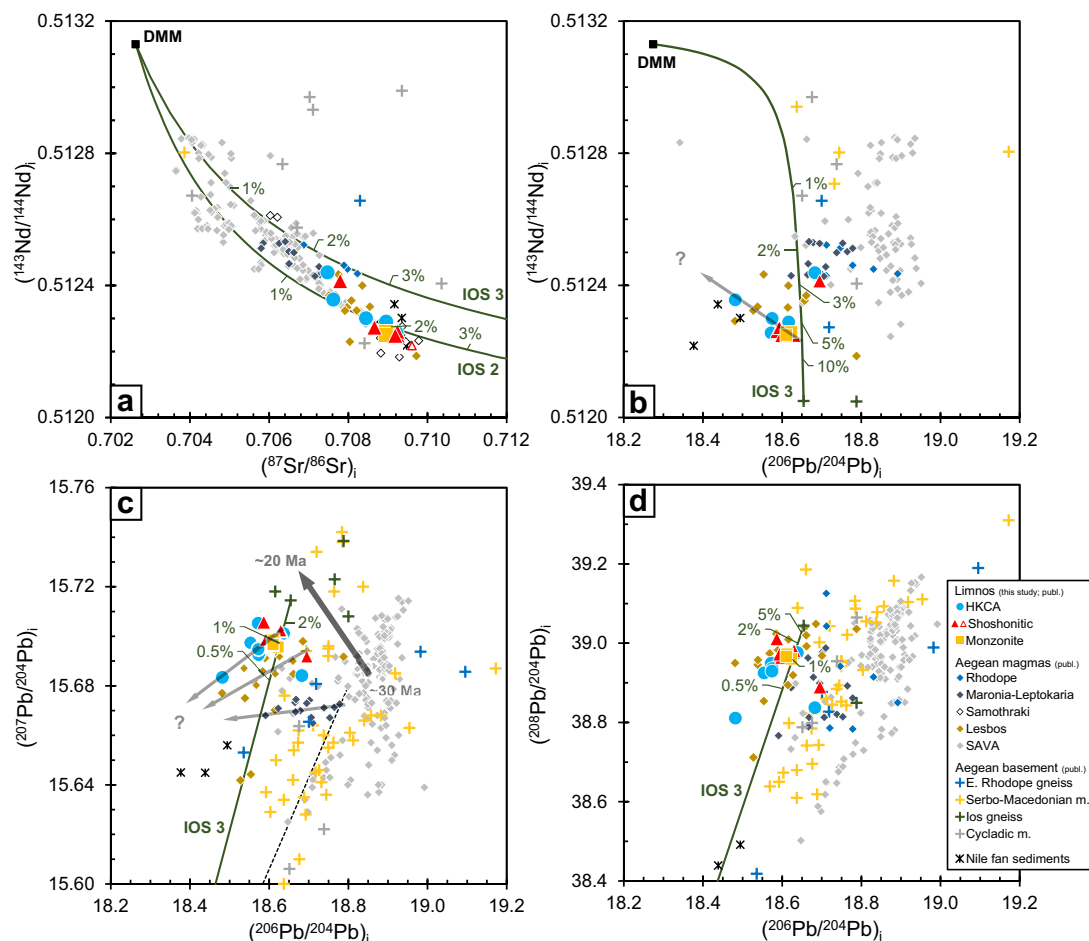 0.5132
0.5128
0.5124
0.5120
(¹⁴³Nd/¹⁴⁴Nd)ᵢ
DMM
1%
2%
3%
IOS 3
1%
2%
3%
IOS 2
a
0.702
0.704
0.706
0.708
0.710
0.712
(⁸⁷Sr/⁸⁶Sr)ᵢ
0.5132
0.5128
0.5124
0.5120
(¹⁴³Nd/¹⁴⁴Nd)ᵢ
DMM
1%
2%
?
3%
5%
10%
IOS 3
b
18.2
18.4
18.6
18.8
19.0
19.2
(²⁰⁶Pb/²⁰⁴Pb)ᵢ
15.76
15.72
15.68
15.64
15.60
(²⁰⁷Pb/²⁰⁴Pb)ᵢ
c
~20 Ma
1%
2%
0.5%
~30 Ma
?
IOS 3
18.2
18.4
18.6
18.8
19.0
19.2
(²⁰⁶Pb/²⁰⁴Pb)ᵢ
39.4
39.2
39.0
38.8
38.6
38.4
(²⁰⁸Pb/²⁰⁴Pb)ᵢ
d
5%
2%
1%
0.5%
IOS 3
18.2
18.4
18.6
18.8
19.0
19.2
(²⁰⁶Pb/²⁰⁴Pb)ᵢ
Limnos (this study; publ.)
HKCA
Shoshonitic
Monzonite
Aegean magmas (publ.)
Rhodope
Maronia-Leptokaria
Samothraki
Lesbos
SAVA
Aegean basement (publ.)
E. Rhodope gneiss
Serbo-Macedonian m.
Ios gneiss
Cycladic m.
Nile fan sediments